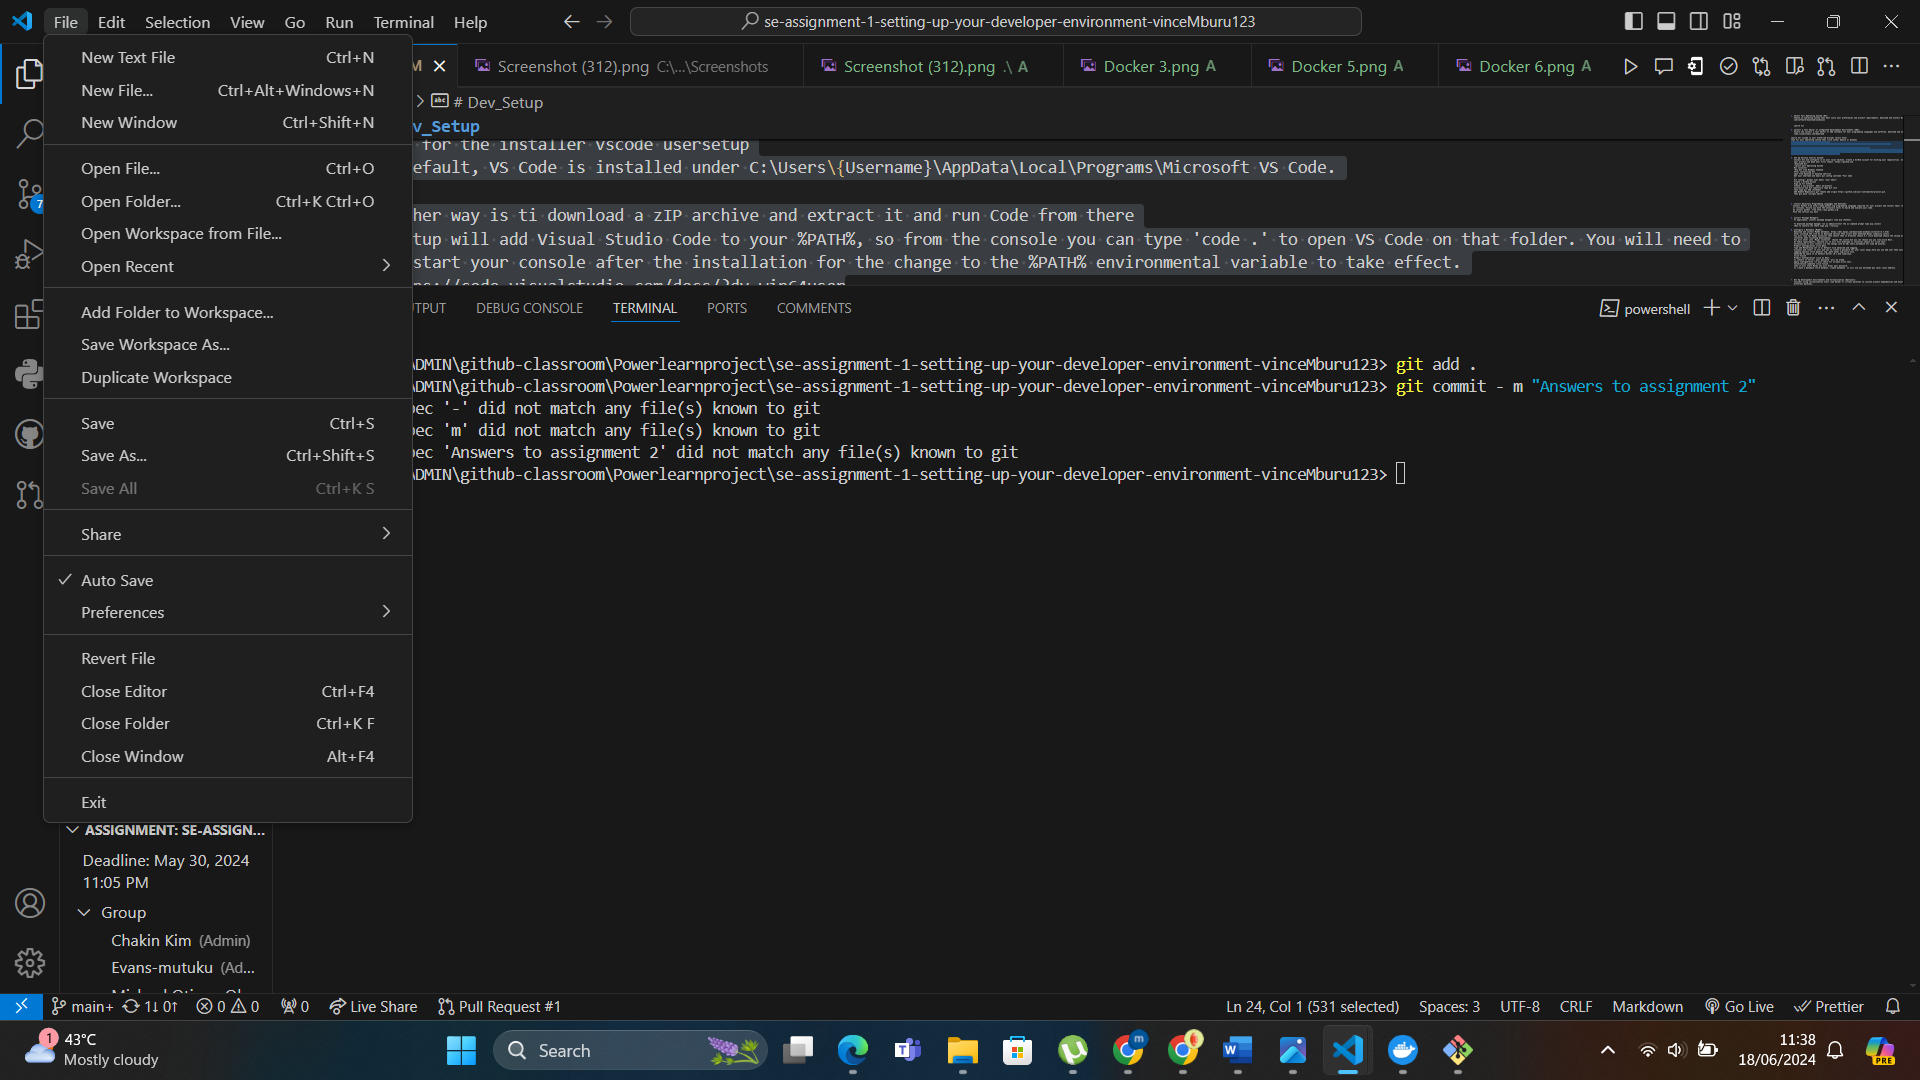 File Edit Selection View Go Run Terminal Help
se-assignment-1-setting-up-your-developer-environment-vinceMburu123
New Text File Ctrl+N
New File... Ctrl+Alt+Windows+N
New Window Ctrl+Shift+N
Open File... Ctrl+O
Open Folder... Ctrl+K Ctrl+O
Open Workspace from File...
Open Recent
Add Folder to Workspace...
Save Workspace As...
Duplicate Workspace
Save Ctrl+S
Save As... Ctrl+Shift+S
Save All Ctrl+K S
Share
Auto Save
Preferences
Revert File
Close Editor Ctrl+F4
Close Folder Ctrl+K F
Close Window Alt+F4
Exit
M Screenshot (312).png C:\...\Screenshots Screenshot (312).png .\ A Docker 3.png A Docker 5.png A Docker 6.png A
# Dev_Setup
v_Setup
for the installer vscode usersetup
efault, VS Code is installed under C:\Users\{Username}\AppData\Local\Programs\Microsoft VS Code.
her way is ti download a zIP archive and extract it and run Code from there
tup will add Visual Studio Code to your %PATH%, so from the console you can type 'code .' to open VS Code on that folder. You will need to
start your console after the installation for the change to the %PATH% environmental variable to take effect.
TPUT DEBUG CONSOLE TERMINAL PORTS COMMENTS
powershell
ADMIN\github-classroom\Powerlearnproject\se-assignment-1-setting-up-your-developer-environment-vinceMburu123> git add .
ADMIN\github-classroom\Powerlearnproject\se-assignment-1-setting-up-your-developer-environment-vinceMburu123> git commit - m "Answers to assignment 2"
pec '-' did not match any file(s) known to git
pec 'm' did not match any file(s) known to git
pec 'Answers to assignment 2' did not match any file(s) known to git
ADMIN\github-classroom\Powerlearnproject\se-assignment-1-setting-up-your-developer-environment-vinceMburu123>
7
ASSIGNMENT: SE-ASSIGN...
Deadline: May 30, 2024
11:05 PM
Group
Chakin Kim (Admin)
Evans-mutuku (Ad...
main+ 1↓ 0↑ 0 0 0 Live Share Pull Request #1
Ln 24, Col 1 (531 selected) Spaces: 3 UTF-8 CRLF Markdown Go Live Prettier
1
43°C
Mostly cloudy
Search
11:38
18/06/2024
PRE